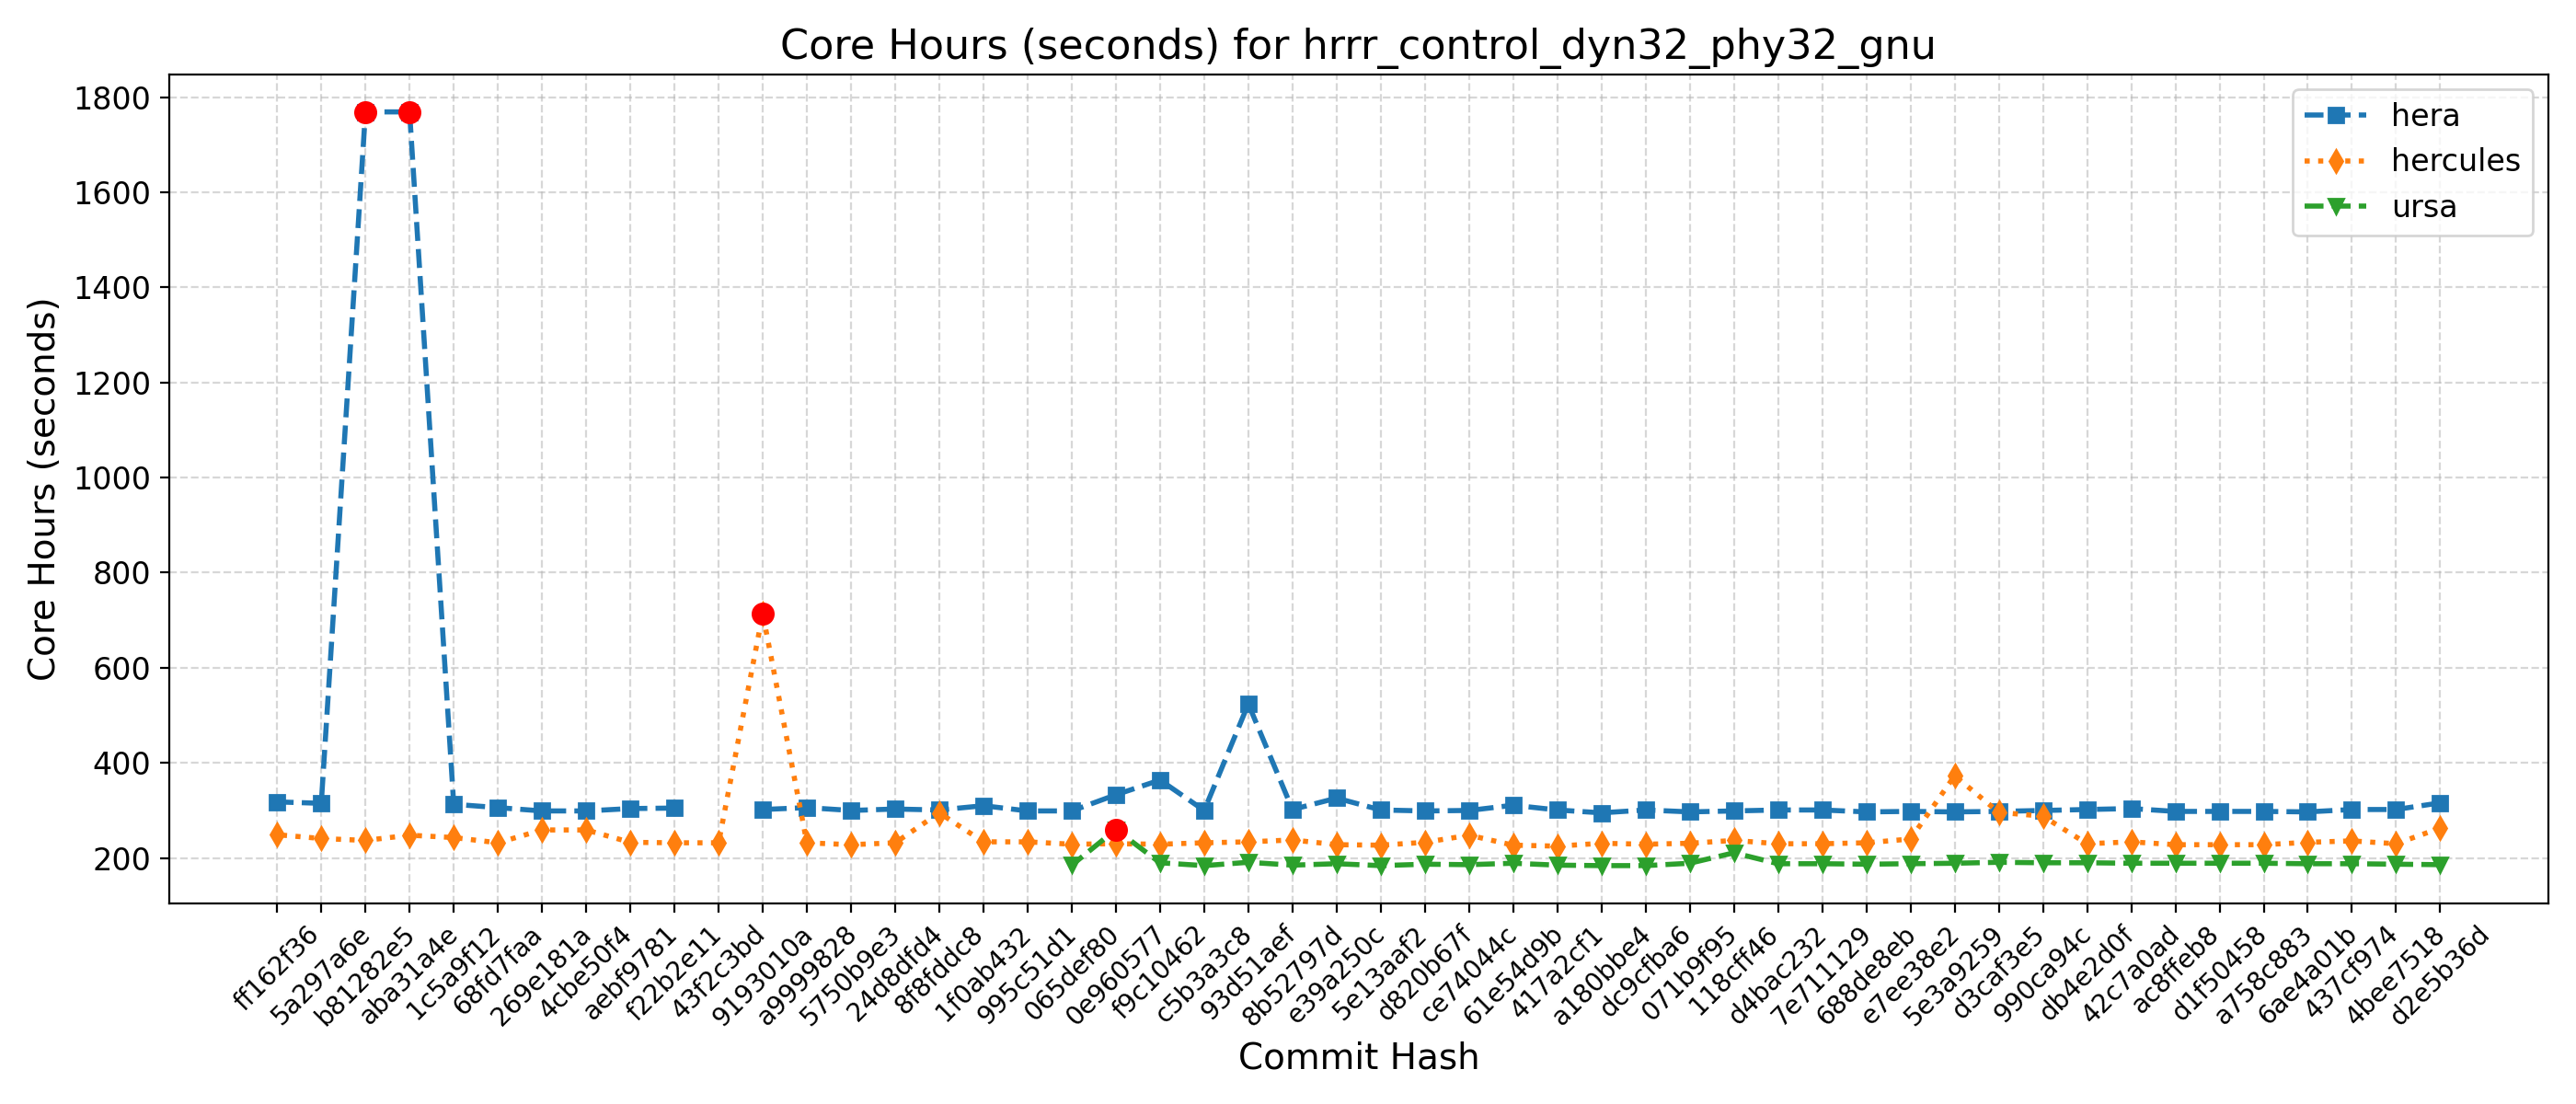 Core Hours (seconds) for hrrr_control_dyn32_phy32_gnu
Core Hours (seconds)
1800
1600
1400
1200
1000
800
600
400
200
hera
hercules
ursa
ff162f36
5a297a6e
b81282e5
aba31a4e
1c5a9f12
68fd7faa
269e181a
4cbe50f4
aebf9781
f22b2e11
43f2c3bd
9193010a
a9999828
5750b9e3
24d8dfd4
8f8fddc8
1f0ab432
995c51d1
065def80
0e960577
f9c10462
c5b3a3c8
93d51aef
8b52797d
e39a250c
5e13aaf2
d820b67f
ce74044c
61e54d9b
417a2cf1
a180bbe4
dc9cfba6
071b9f95
118cff46
d4bac232
7e711129
688de8eb
e7ee38e2
5e3a9259
d3caf3e5
990ca94c
db4e2d0f
42c7a0ad
ac8ffeb8
d1f50458
a758c883
6ae4a01b
437cf974
4bee7518
d2e5b36d
Commit Hash